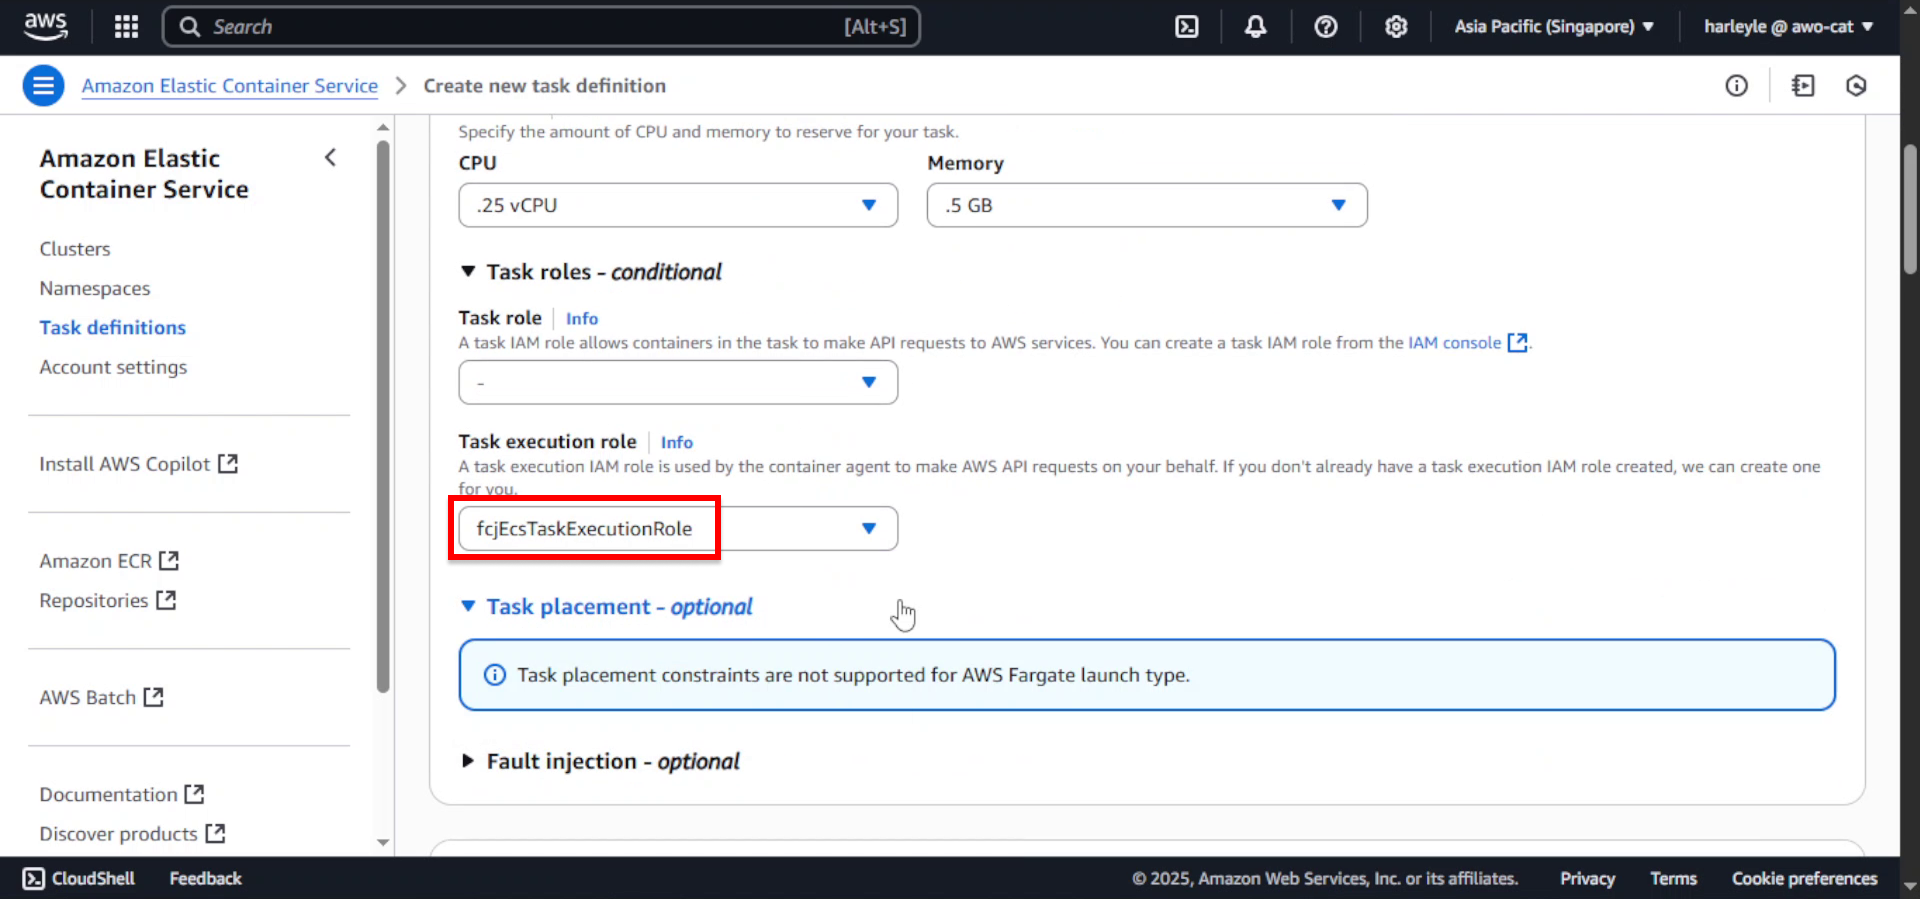 aws
Search [Alt+S]
Asia Pacific (Singapore)
harleyle @ awo-cat
Amazon Elastic Container Service
Create new task definition
Amazon Elastic
Container Service
Clusters
Namespaces
Task definitions
Account settings
Install AWS Copilot
Amazon ECR
Repositories
AWS Batch
Documentation
Discover products
Specify the amount of CPU and memory to reserve for your task.
CPU
Memory
.25 vCPU
.5 GB
Task roles - conditional
Task role Info
A task IAM role allows containers in the task to make API requests to AWS services. You can create a task IAM role from the IAM console.
-
Task execution role Info
A task execution IAM role is used by the container agent to make AWS API requests on your behalf. If you don't already have a task execution IAM role created, we can create one
for you.
fcjEcsTaskExecutionRole
Task placement - optional
Task placement constraints are not supported for AWS Fargate launch type.
Fault injection - optional
CloudShell
Feedback
© 2025, Amazon Web Services, Inc. or its affiliates.
Privacy
Terms
Cookie preferences